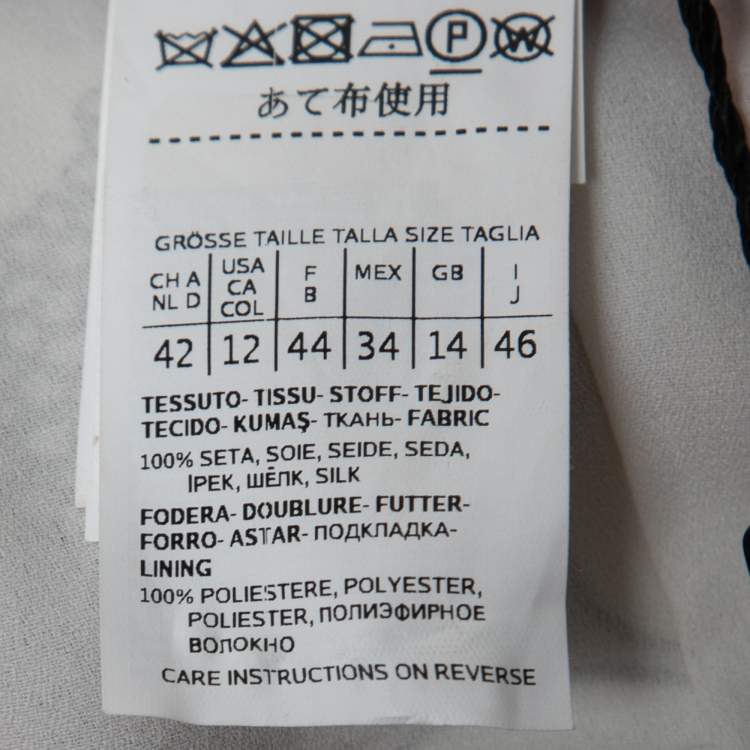 P W
あて布使用
GRÖSSE TAILLE TALLA SIZE TAGLIA
CH A NL D USA CA COL F B MEX GB I J
42 12 44 34 14 46
TESSUTO- TISSU- STOFF- TEJIDO-
TECIDO- KUMAŞ- ТКАНЬ- FABRIC
100% SETA, SOIE, SEIDE, SEDA,
IPEK, ШЁЛК, SILK
FODERA- DOUBLURE- FUTTER-
FORRO- ASTAR- ПОДКЛАДКА-
LINING
100% POLIESTERE, POLYESTER,
POLIESTER, ПОЛИЭФИРНОЕ
ВОЛОКНО
CARE INSTRUCTIONS ON REVERSE